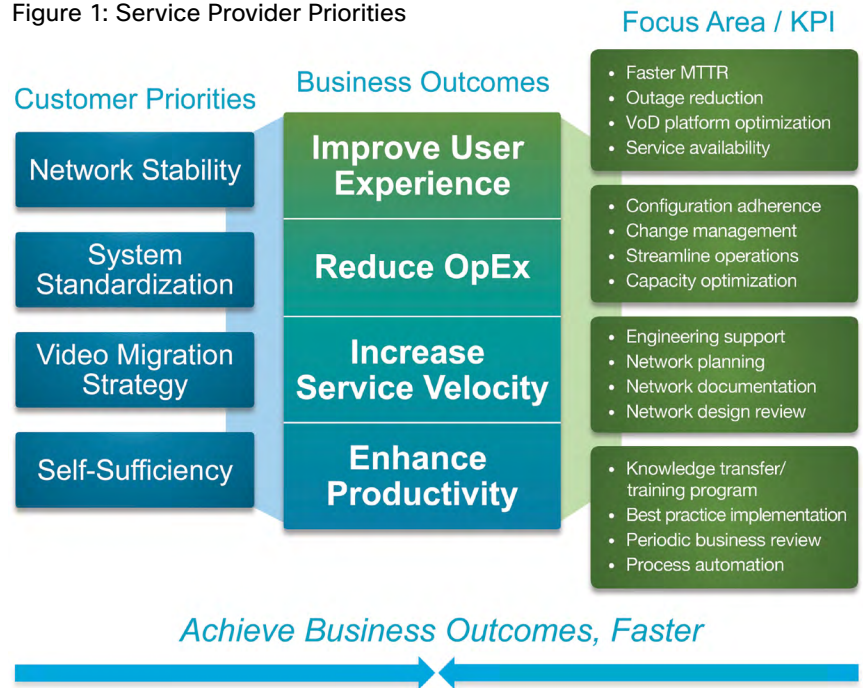 Figure 1: Service Provider Priorities
Customer Priorities
Network Stability
System
Standardization
Video Migration
Strategy
Self-Sufficiency
Business Outcomes
Improve User
Experience
Reduce OpEx
Increase
Service Velocity
Enhance
Productivity
Focus Area / KPI
• Faster MTTR
• Outage reduction
• VoD platform optimization
• Service availability
• Configuration adherence
• Change management
• Streamline operations
• Capacity optimization
• Engineering support
• Network planning
• Network documentation
• Network design review
• Knowledge transfer/
training program
• Best practice implementation
• Periodic business review
• Process automation
Achieve Business Outcomes, Faster